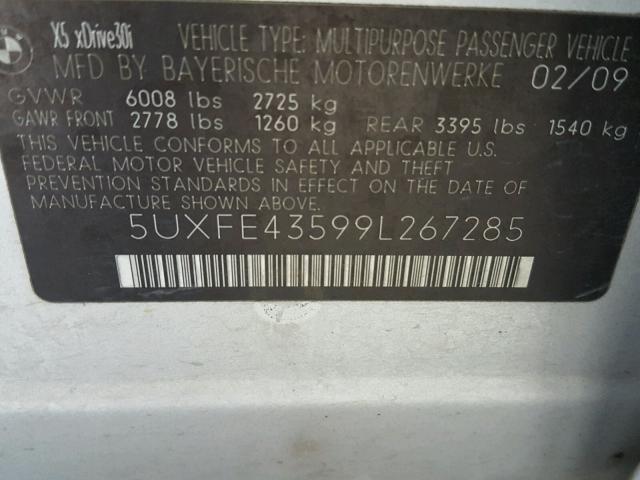 X5 xDrive30i VEHICLE TYPE: MULTIPURPOSE PASSENGER VEHICLE
MFD BY BAYERISCHE MOTORENWERKE 02/09
GVWR 6008 lbs 2725 kg
GAWR FRONT 2778 lbs 1260 kg REAR 3395 lbs 1540 kg
THIS VEHICLE CONFORMS TO ALL APPLICABLE U.S.
FEDERAL MOTOR VEHICLE SAFETY AND THEFT
PREVENTION STANDARDS IN EFFECT ON THE DATE
OF MANUFACTURE SHOWN ABOVE.
5UXFE43599L267285